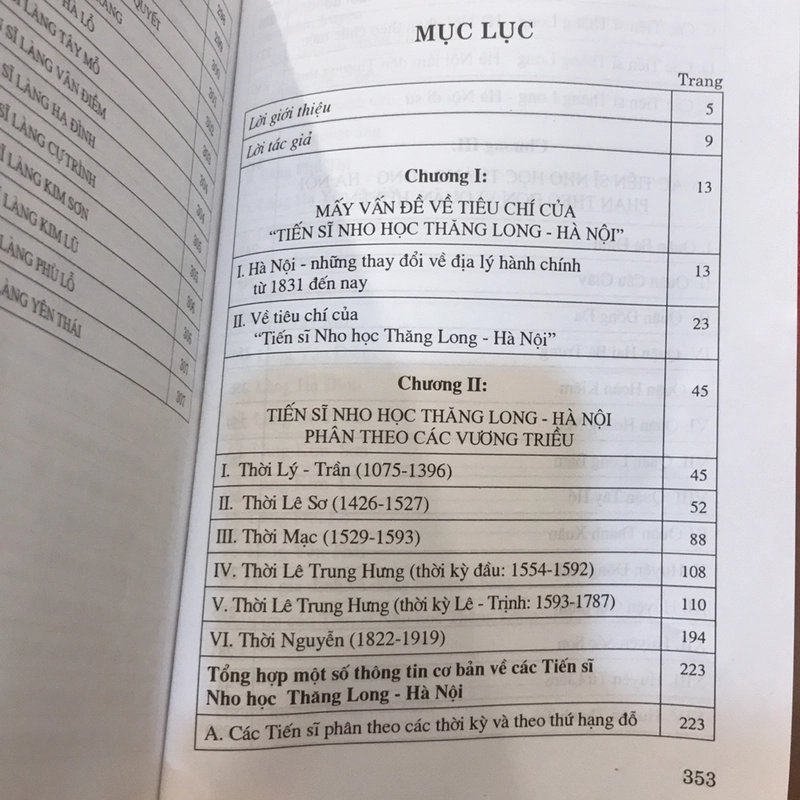 QUYẾT
HẠ LỖ
LÀNG TÂY MỖ
SĨ LÀNG VÂN ĐIỀM
SĨ LÀNG HẠ ĐÌNH
SĨ LÀNG CỰ TRÌNH
LÀNG KIM SƠN
LÀNG KIM LŨ
LÀNG PHÙ LỖ
LÀNG YÊN THÁI
MỤC LỤC
Trang
Lời giới thiệu 5
Lời tác giả 9
Chương I: 13
MẤY VẤN ĐỀ VỀ TIÊU CHÍ CỦA
"TIẾN SĨ NHO HỌC THĂNG LONG - HÀ NỘI"
I. Hà Nội - những thay đổi về địa lý hành chính 13
từ 1831 đến nay
II. Về tiêu chí của 23
"Tiến sĩ Nho học Thăng Long - Hà Nội"
Chương II: 45
TIẾN SĨ NHO HỌC THĂNG LONG - HÀ NỘI
PHÂN THEO CÁC VƯƠNG TRIỀU
I. Thời Lý - Trần (1075-1396) 45
II. Thời Lê Sơ (1426-1527) 52
III. Thời Mạc (1529-1593) 88
IV. Thời Lê Trung Hưng (thời kỳ đầu: 1554-1592) 108
V. Thời Lê Trung Hưng (thời kỳ Lê - Trịnh: 1593-1787) 110
VI. Thời Nguyễn (1822-1919) 194
Tổng hợp một số thông tin cơ bản về các Tiến sĩ 223
Nho học Thăng Long - Hà Nội
A. Các Tiến sĩ phân theo các thời kỳ và theo thứ hạng đỗ 223
353